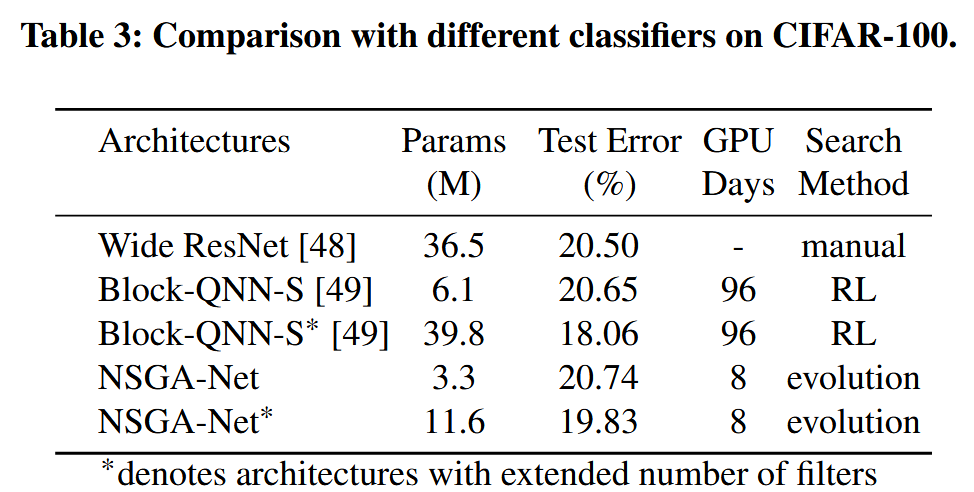 Table 3: Comparison with different classifiers on CIFAR-100.
Architectures Params Test Error GPU Search
(M) (%) Days Method
Wide ResNet [48] 36.5 20.50 - manual
Block-QNN-S [49] 6.1 20.65 96 RL
Block-QNN-S* [49] 39.8 18.06 96 RL
NSGA-Net 3.3 20.74 8 evolution
NSGA-Net* 11.6 19.83 8 evolution
*denotes architectures with extended number of filters